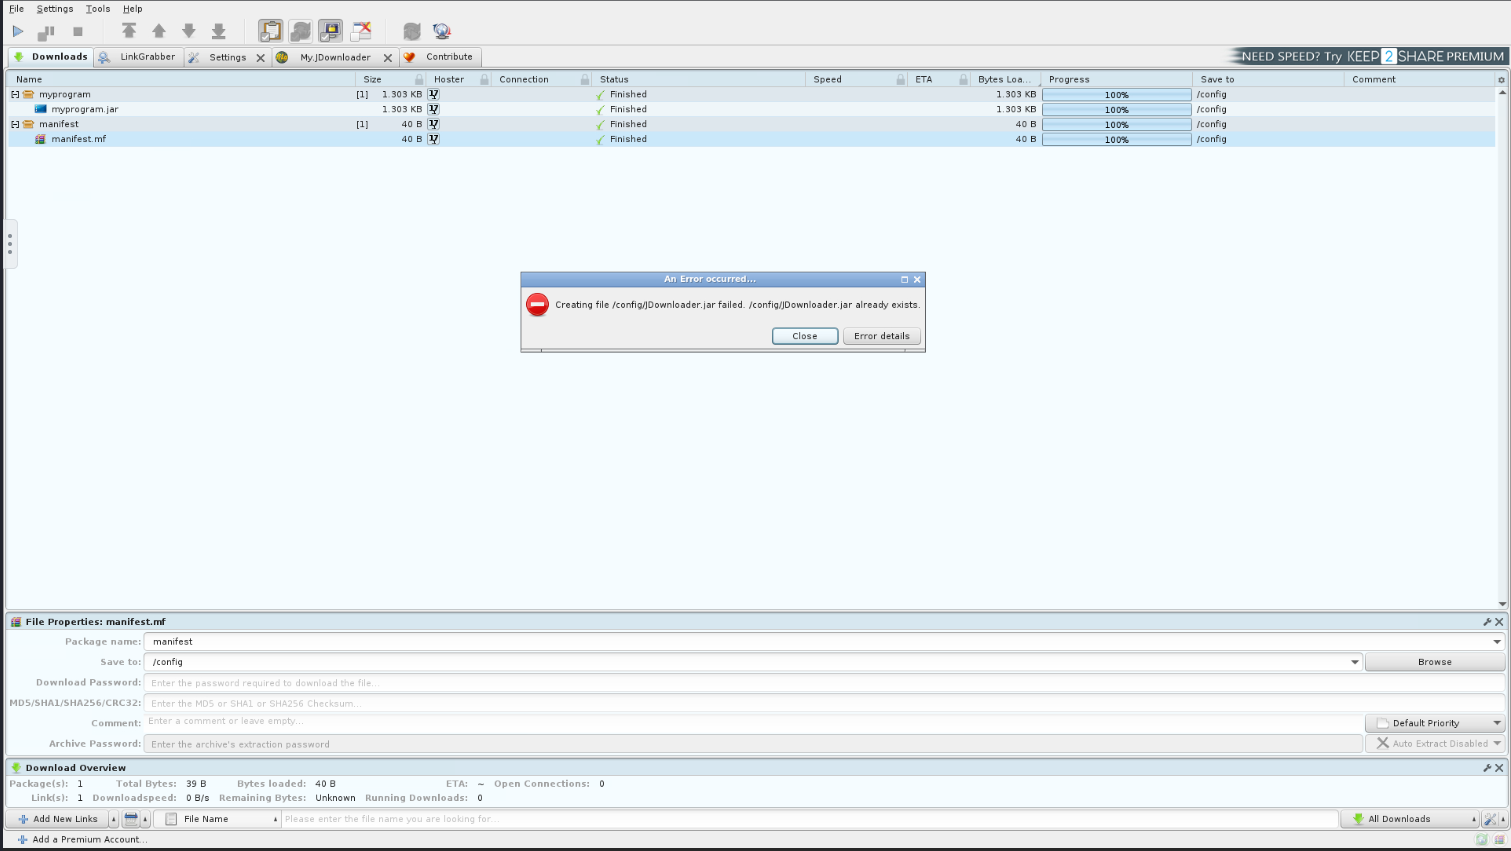 File Settings Tools Help
Downloads LinkGrabber Settings My.JDownloader Contribute NEED SPEED? Try KEEP2SHARE PREMIUM
Name Size Hoster Connection Status Speed ETA Bytes Loa... Progress Save to Comment
myprogram [1] 1.303 KB Finished 1.303 KB 100% /config
myprogram.jar 1.303 KB Finished 1.303 KB 100% /config
manifest [1] 40 B Finished 40 B 100% /config
manifest.mf 40 B Finished 40 B 100% /config
An Error occurred...
Creating file /config/JDownloader.jar failed. /config/JDownloader.jar already exists.
Close Error details
File Properties: manifest.mf
Package name: manifest
Save to: /config Browse
Download Password: Enter the password required to download the file...
MD5/SHA1/SHA256/CRC32: Enter the MD5 or SHA1 or SHA256 Checksum...
Comment: Enter a comment or leave empty... Default Priority
Archive Password: Enter the archive's extraction password Auto Extract Disabled
Download Overview
Package(s): 1 Total Bytes: 39 B Bytes loaded: 40 B ETA: ~ Open Connections: 0
Link(s): 1 Downloadspeed: 0 B/s Remaining Bytes: Unknown Running Downloads: 0
Add New Links File Name Please enter the file name you are looking for... All Downloads
Add a Premium Account...